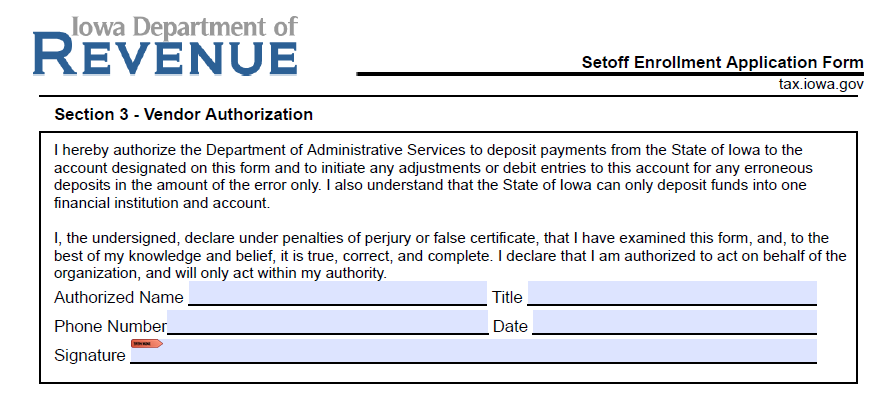 Iowa Department of
REVENUE
Setoff Enrollment Application Form
tax.iowa.gov
Section 3 - Vendor Authorization
I hereby authorize the Department of Administrative Services to deposit payments from the State of Iowa to the
account designated on this form and to initiate any adjustments or debit entries to this account for any erroneous
deposits in the amount of the error only. I also understand that the State of Iowa can only deposit funds into one
financial institution and account.
I, the undersigned, declare under penalties of perjury or false certificate, that I have examined this form, and, to the
best of my knowledge and belief, it is true, correct, and complete. I declare that I am authorized to act on behalf of the
organization, and will only act within my authority.
Authorized Name Title
Phone Number Date
Signature